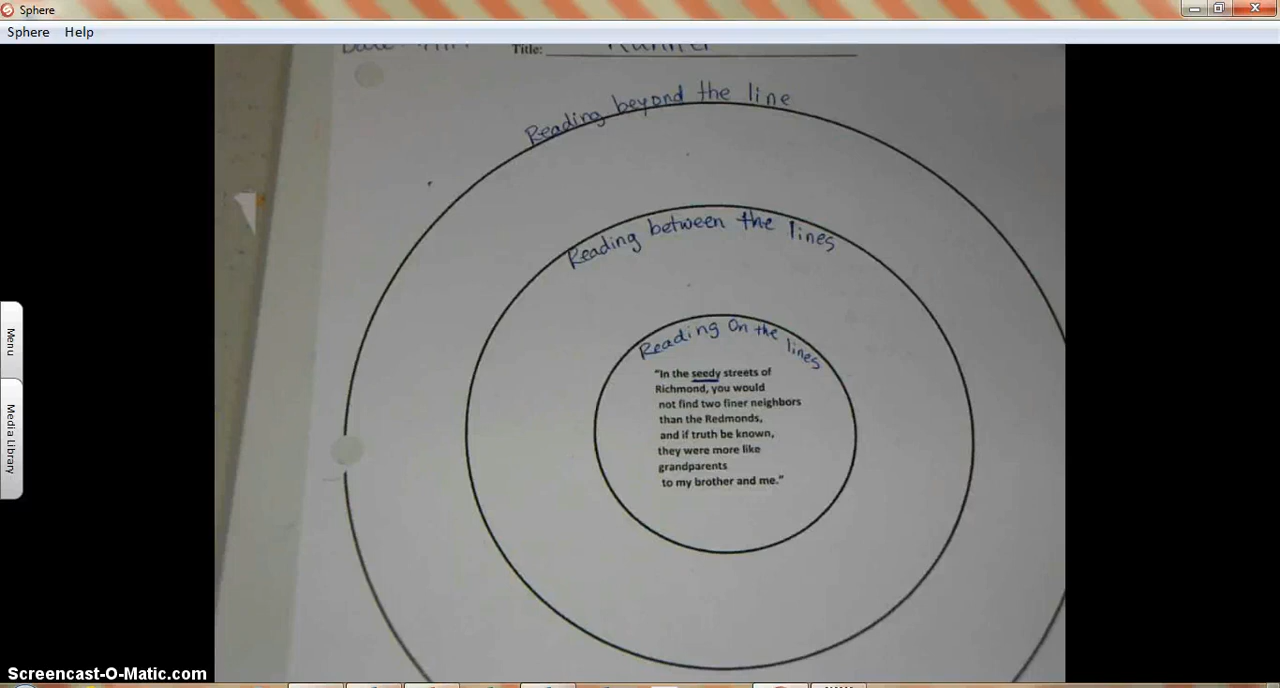 Sphere
Sphere Help
Title:
Reading beyond the line
Reading between the lines
Reading On the lines
"In the seedy streets of
Richmond, you would
not find two finer neighbors
than the Redmonds,
and if truth be known,
they were more like
grandparents
to my brother and me."
Menu
Media Library
Screencast-O-Matic.com